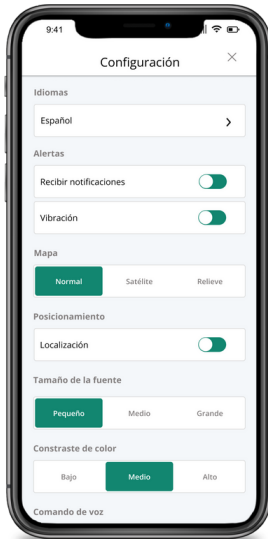 9:41
Configuración
Idiomas
Español
Alertas
Recibir notificaciones
Vibración
Mapa
Normal Satélite Relieve
Posicionamiento
Localización
Tamaño de la fuente
Pequeño Medio Grande
Constraste de color
Bajo Medio Alto
Comando de voz